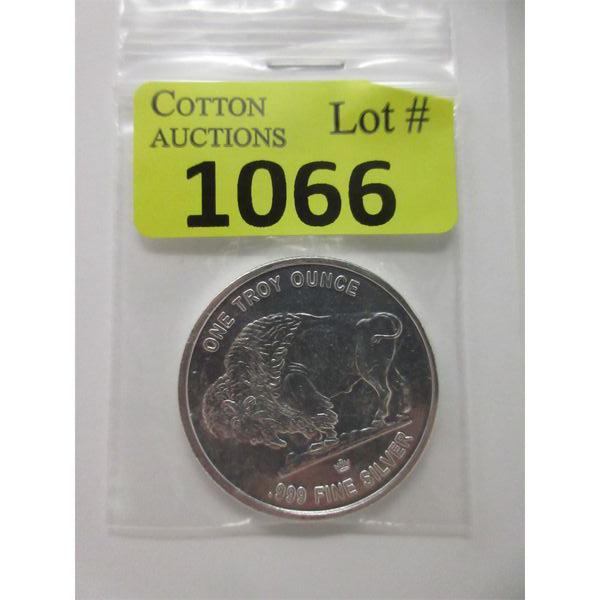 COTTON
AUCTIONS
Lot #
1066
ONE TROY OUNCE
.999 FINE SILVER